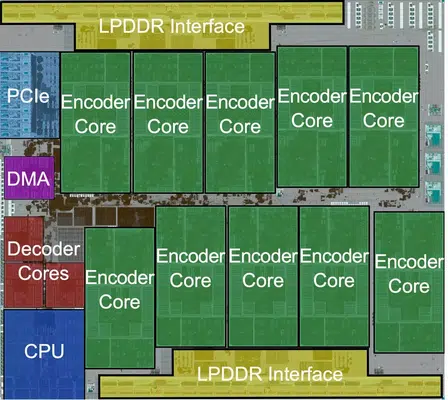 LPDDR Interface
PCIe
Encoder
Core
Encoder
Core
Encoder
Core
Encoder
Core
Encoder
Core
DMA
Decoder
Cores
Encoder
Core
Encoder
Core
Encoder
Core
Encoder
Core
Encoder
Core
CPU
LPDDR Interface